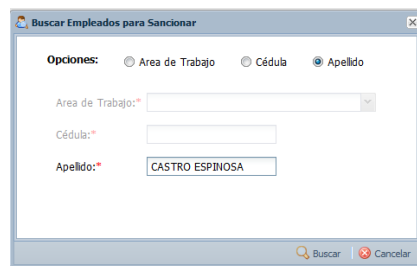 Buscar Empleados para Sancionar
Opciones: Area de Trabajo Cédula Apellido
Area de Trabajo:*
Cédula:*
Apellido:* CASTRO ESPINOSA
Buscar Cancelar